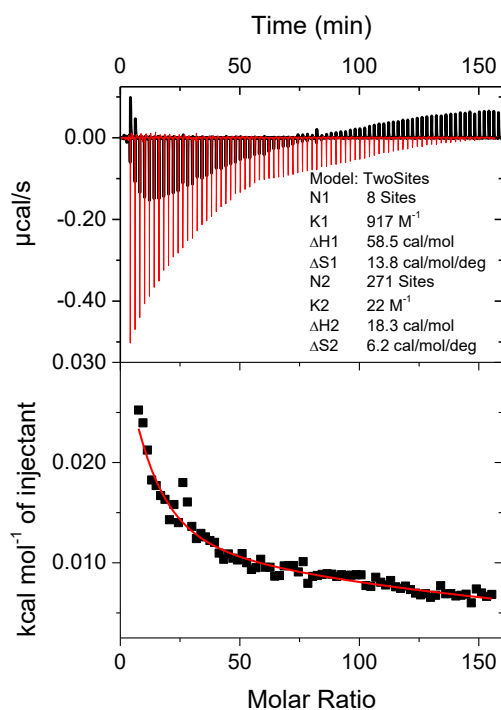 Time (min)
0 50 100 150
0.00
-0.20
-0.40
µcal/s
Model: TwoSites
N1 8 Sites
K1 917 M⁻¹
ΔH1 58.5 cal/mol
ΔS1 13.8 cal/mol/deg
N2 271 Sites
K2 22 M⁻¹
ΔH2 18.3 cal/mol
ΔS2 6.2 cal/mol/deg
0.030
0.020
0.010
kcal mol⁻¹ of injectant
0 50 100 150
Molar Ratio